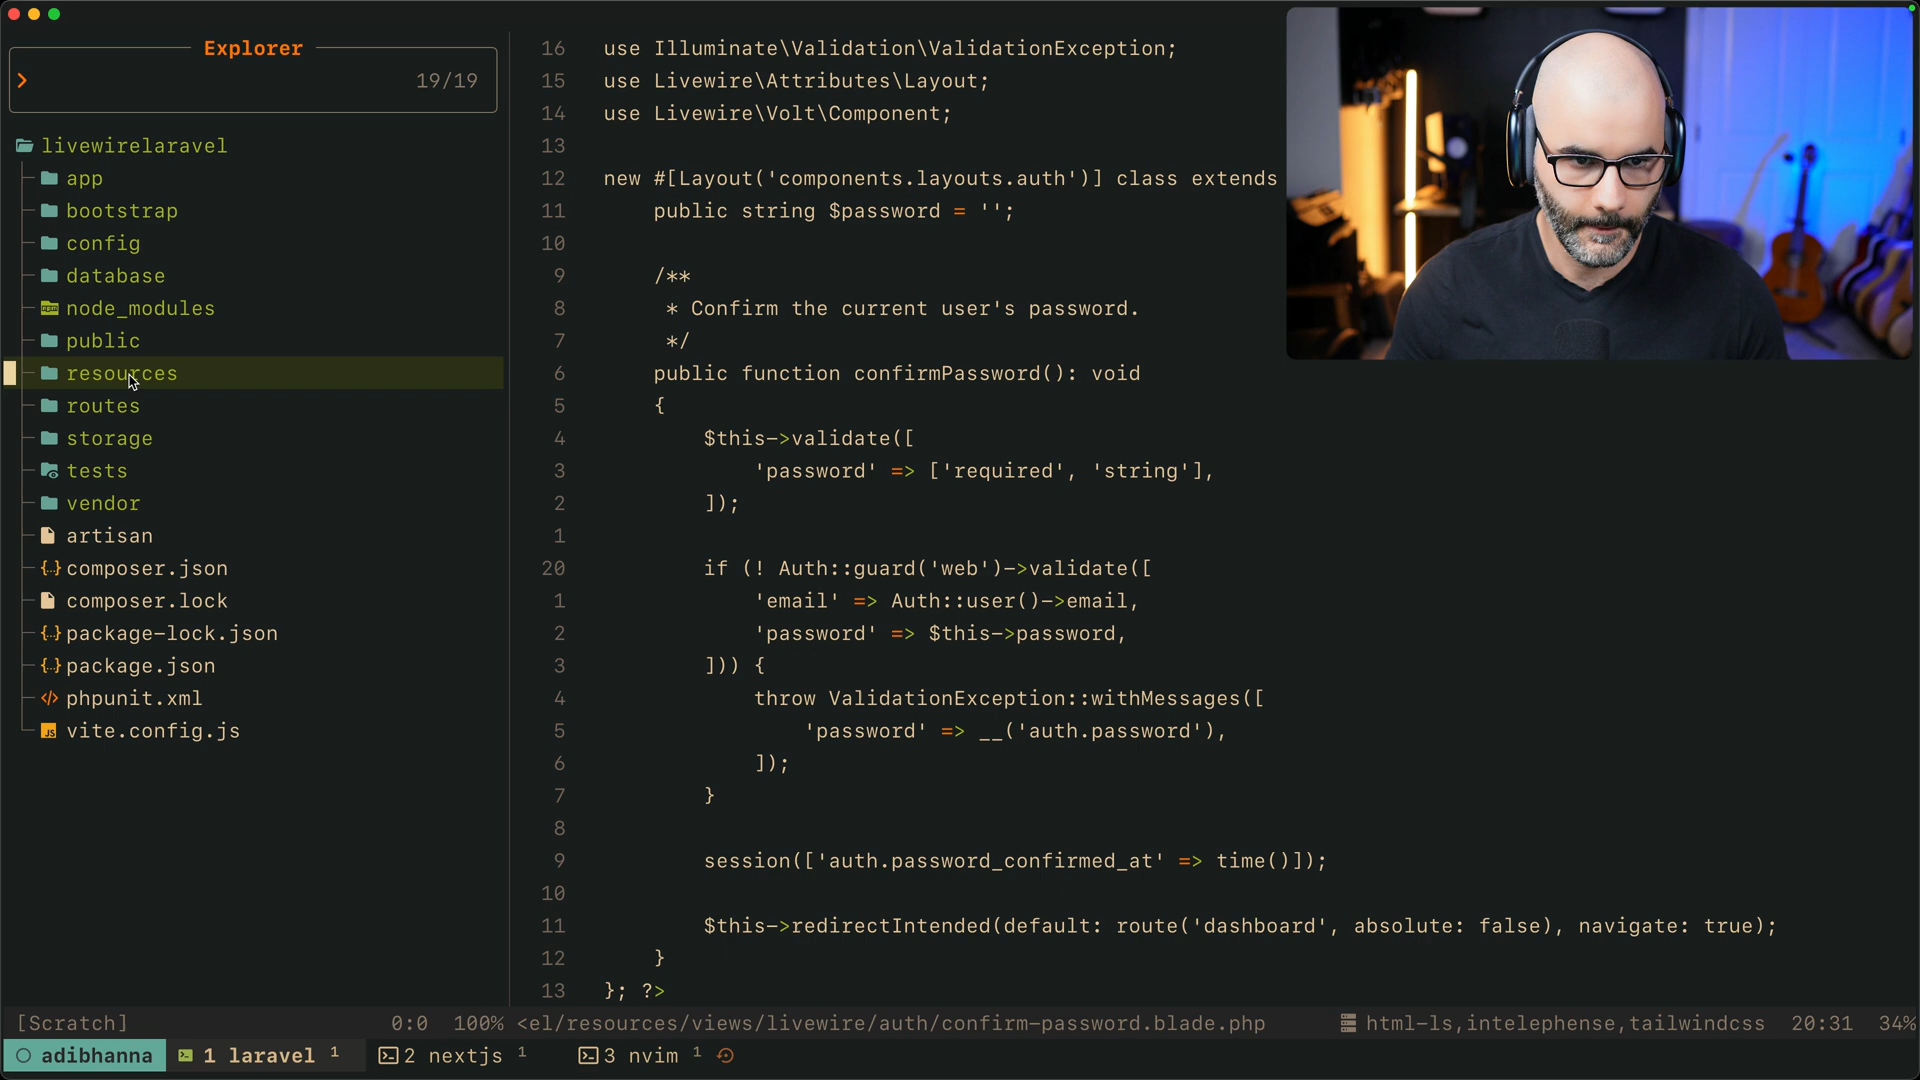 Explorer
19/19
livewirelaravel
app
bootstrap
config
database
node_modules
public
resources
routes
storage
tests
vendor
artisan
composer.json
composer.lock
package-lock.json
package.json
phpunit.xml
vite.config.js
16 use Illuminate\Validation\ValidationException;
15 use Livewire\Attributes\Layout;
14 use Livewire\Volt\Component;
13
12 new #[Layout('components.layouts.auth')] class extends
11 public string $password = '';
10
9 /**
8 * Confirm the current user's password.
7 */
6 public function confirmPassword(): void
5 {
4 $this->validate([
3 'password' => ['required', 'string'],
2 ]);
1
20 if (! Auth::guard('web')->validate([
1 'email' => Auth::user()->email,
2 'password' => $this->password,
3 ])) {
4 throw ValidationException::withMessages([
5 'password' => __('auth.password'),
6 ]);
7 }
8
9 session(['auth.password_confirmed_at' => time()]);
10
11 $this->redirectIntended(default: route('dashboard', absolute: false), navigate: true);
12 }
13 }; ?>
[Scratch] 0:0 100% <el/resources/views/livewire/auth/confirm-password.blade.php html-ls,intelephense,tailwindcss 20:31 34%
adibhanna 1 laravel 1 2 nextjs 1 3 nvim 1